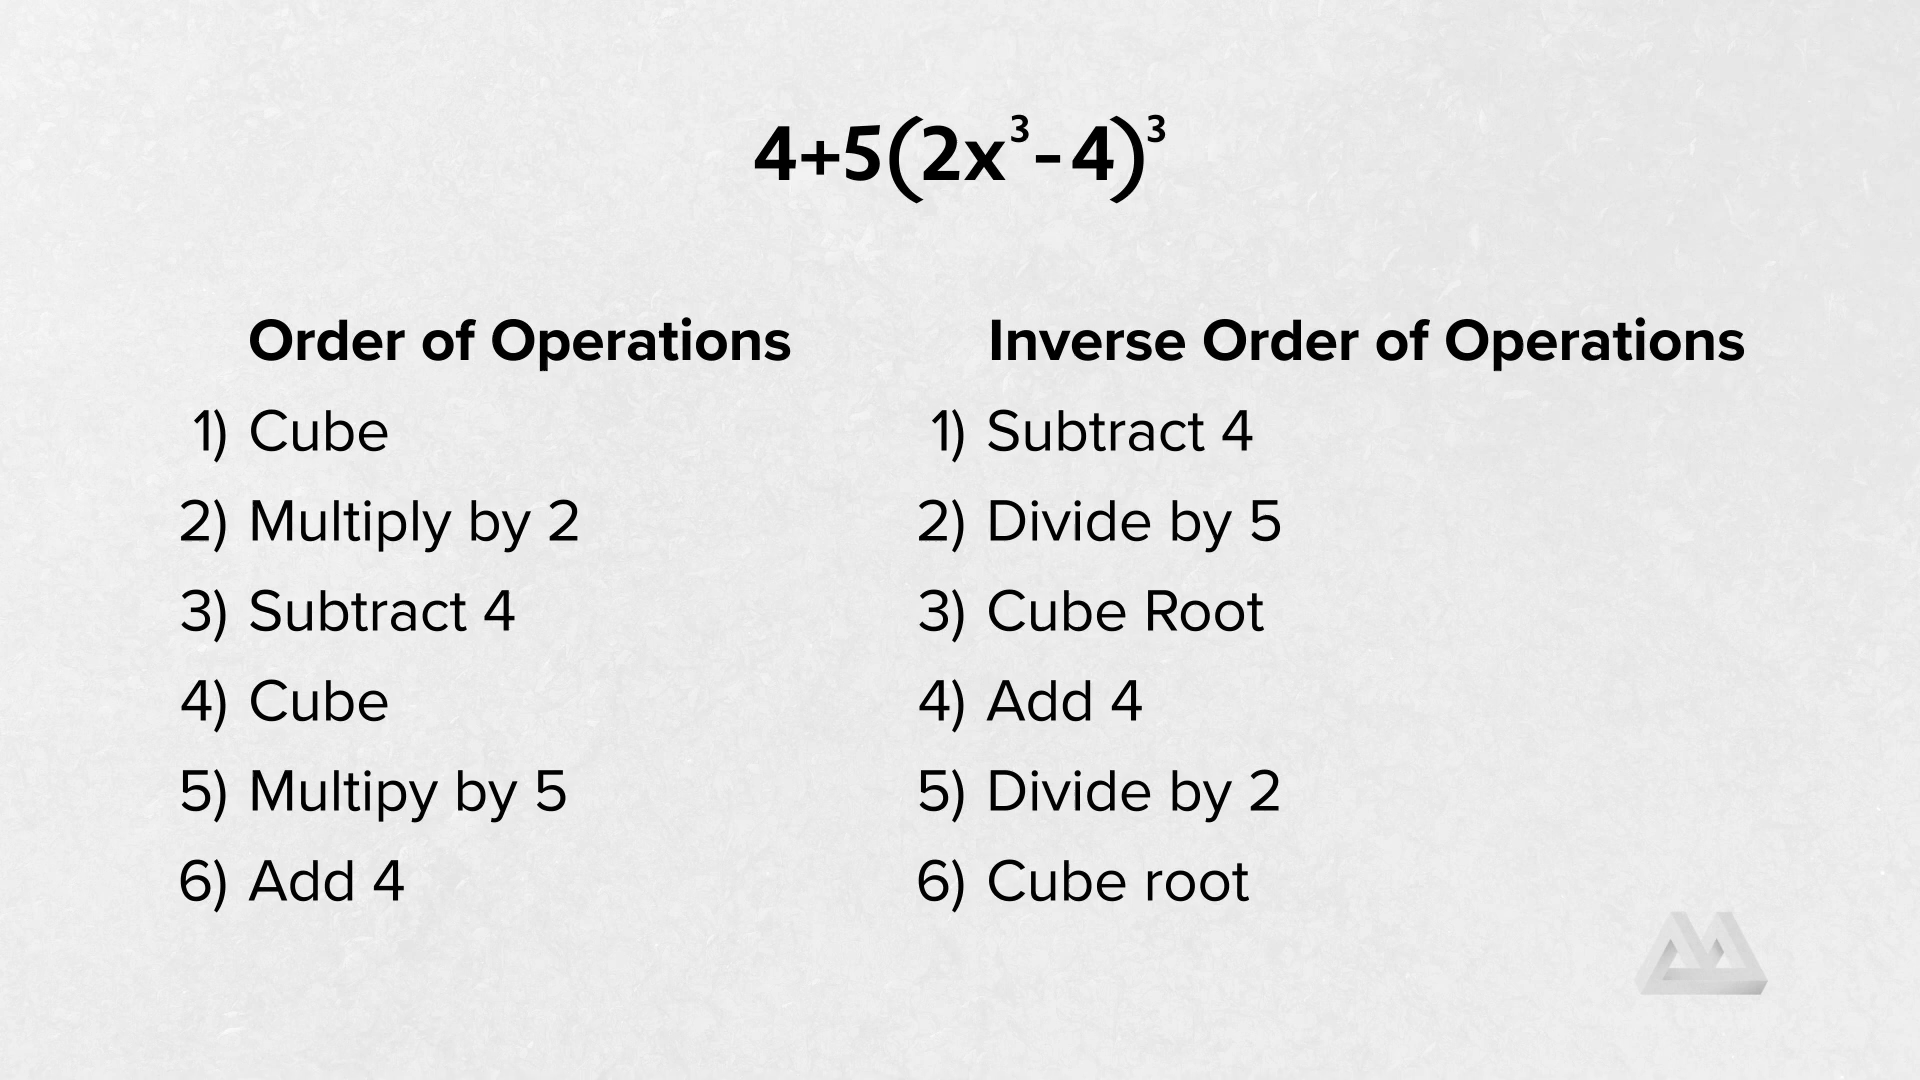 4+5(2x³-4)³
Order of Operations
1) Cube
2) Multiply by 2
3) Subtract 4
4) Cube
5) Multipy by 5
6) Add 4
Inverse Order of Operations
1) Subtract 4
2) Divide by 5
3) Cube Root
4) Add 4
5) Divide by 2
6) Cube root